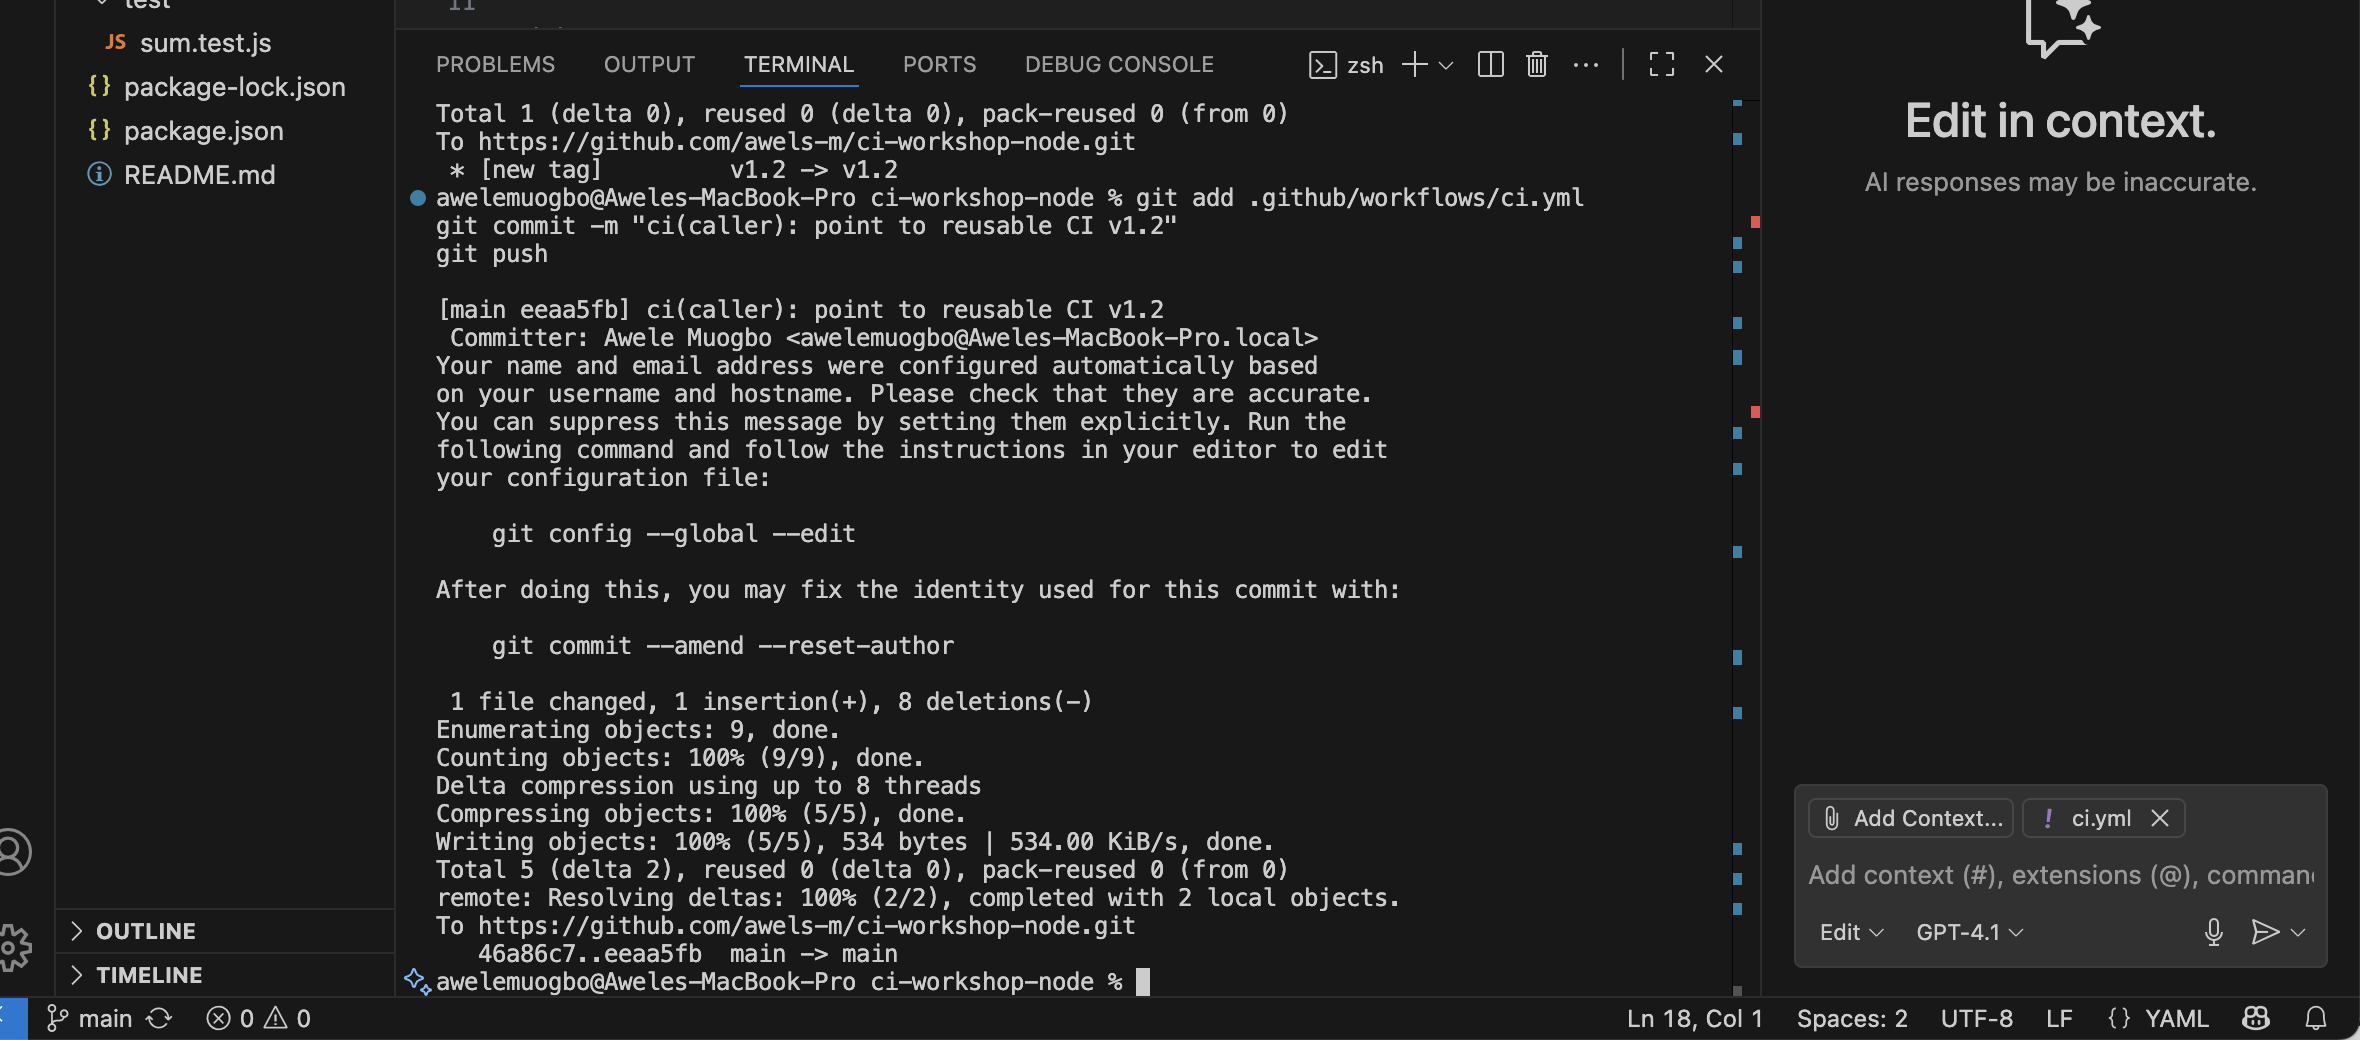 test
JS sum.test.js
{} package-lock.json
{} package.json
README.md
OUTLINE
TIMELINE
11
PROBLEMS OUTPUT TERMINAL PORTS DEBUG CONSOLE zsh
Total 1 (delta 0), reused 0 (delta 0), pack-reused 0 (from 0)
To https://github.com/awels-m/ci-workshop-node.git
* [new tag] v1.2 -> v1.2
awelemuogbo@Aweles-MacBook-Pro ci-workshop-node % git add .github/workflows/ci.yml
git commit -m "ci(caller): point to reusable CI v1.2"
git push
[main eeaa5fb] ci(caller): point to reusable CI v1.2
Committer: Awele Muogbo <awelemuogbo@Aweles-MacBook-Pro.local>
Your name and email address were configured automatically based
on your username and hostname. Please check that they are accurate.
You can suppress this message by setting them explicitly. Run the
following command and follow the instructions in your editor to edit
your configuration file:
git config --global --edit
After doing this, you may fix the identity used for this commit with:
git commit --amend --reset-author
1 file changed, 1 insertion(+), 8 deletions(-)
Enumerating objects: 9, done.
Counting objects: 100% (9/9), done.
Delta compression using up to 8 threads
Compressing objects: 100% (5/5), done.
Writing objects: 100% (5/5), 534 bytes | 534.00 KiB/s, done.
Total 5 (delta 2), reused 0 (delta 0), pack-reused 0 (from 0)
remote: Resolving deltas: 100% (2/2), completed with 2 local objects.
To https://github.com/awels-m/ci-workshop-node.git
46a86c7..eeaa5fb main -> main
awelemuogbo@Aweles-MacBook-Pro ci-workshop-node %
Edit in context.
AI responses may be inaccurate.
Add Context... ! ci.yml
Add context (#), extensions (@), comman
Edit GPT-4.1
main 0 0 Ln 18, Col 1 Spaces: 2 UTF-8 LF {} YAML